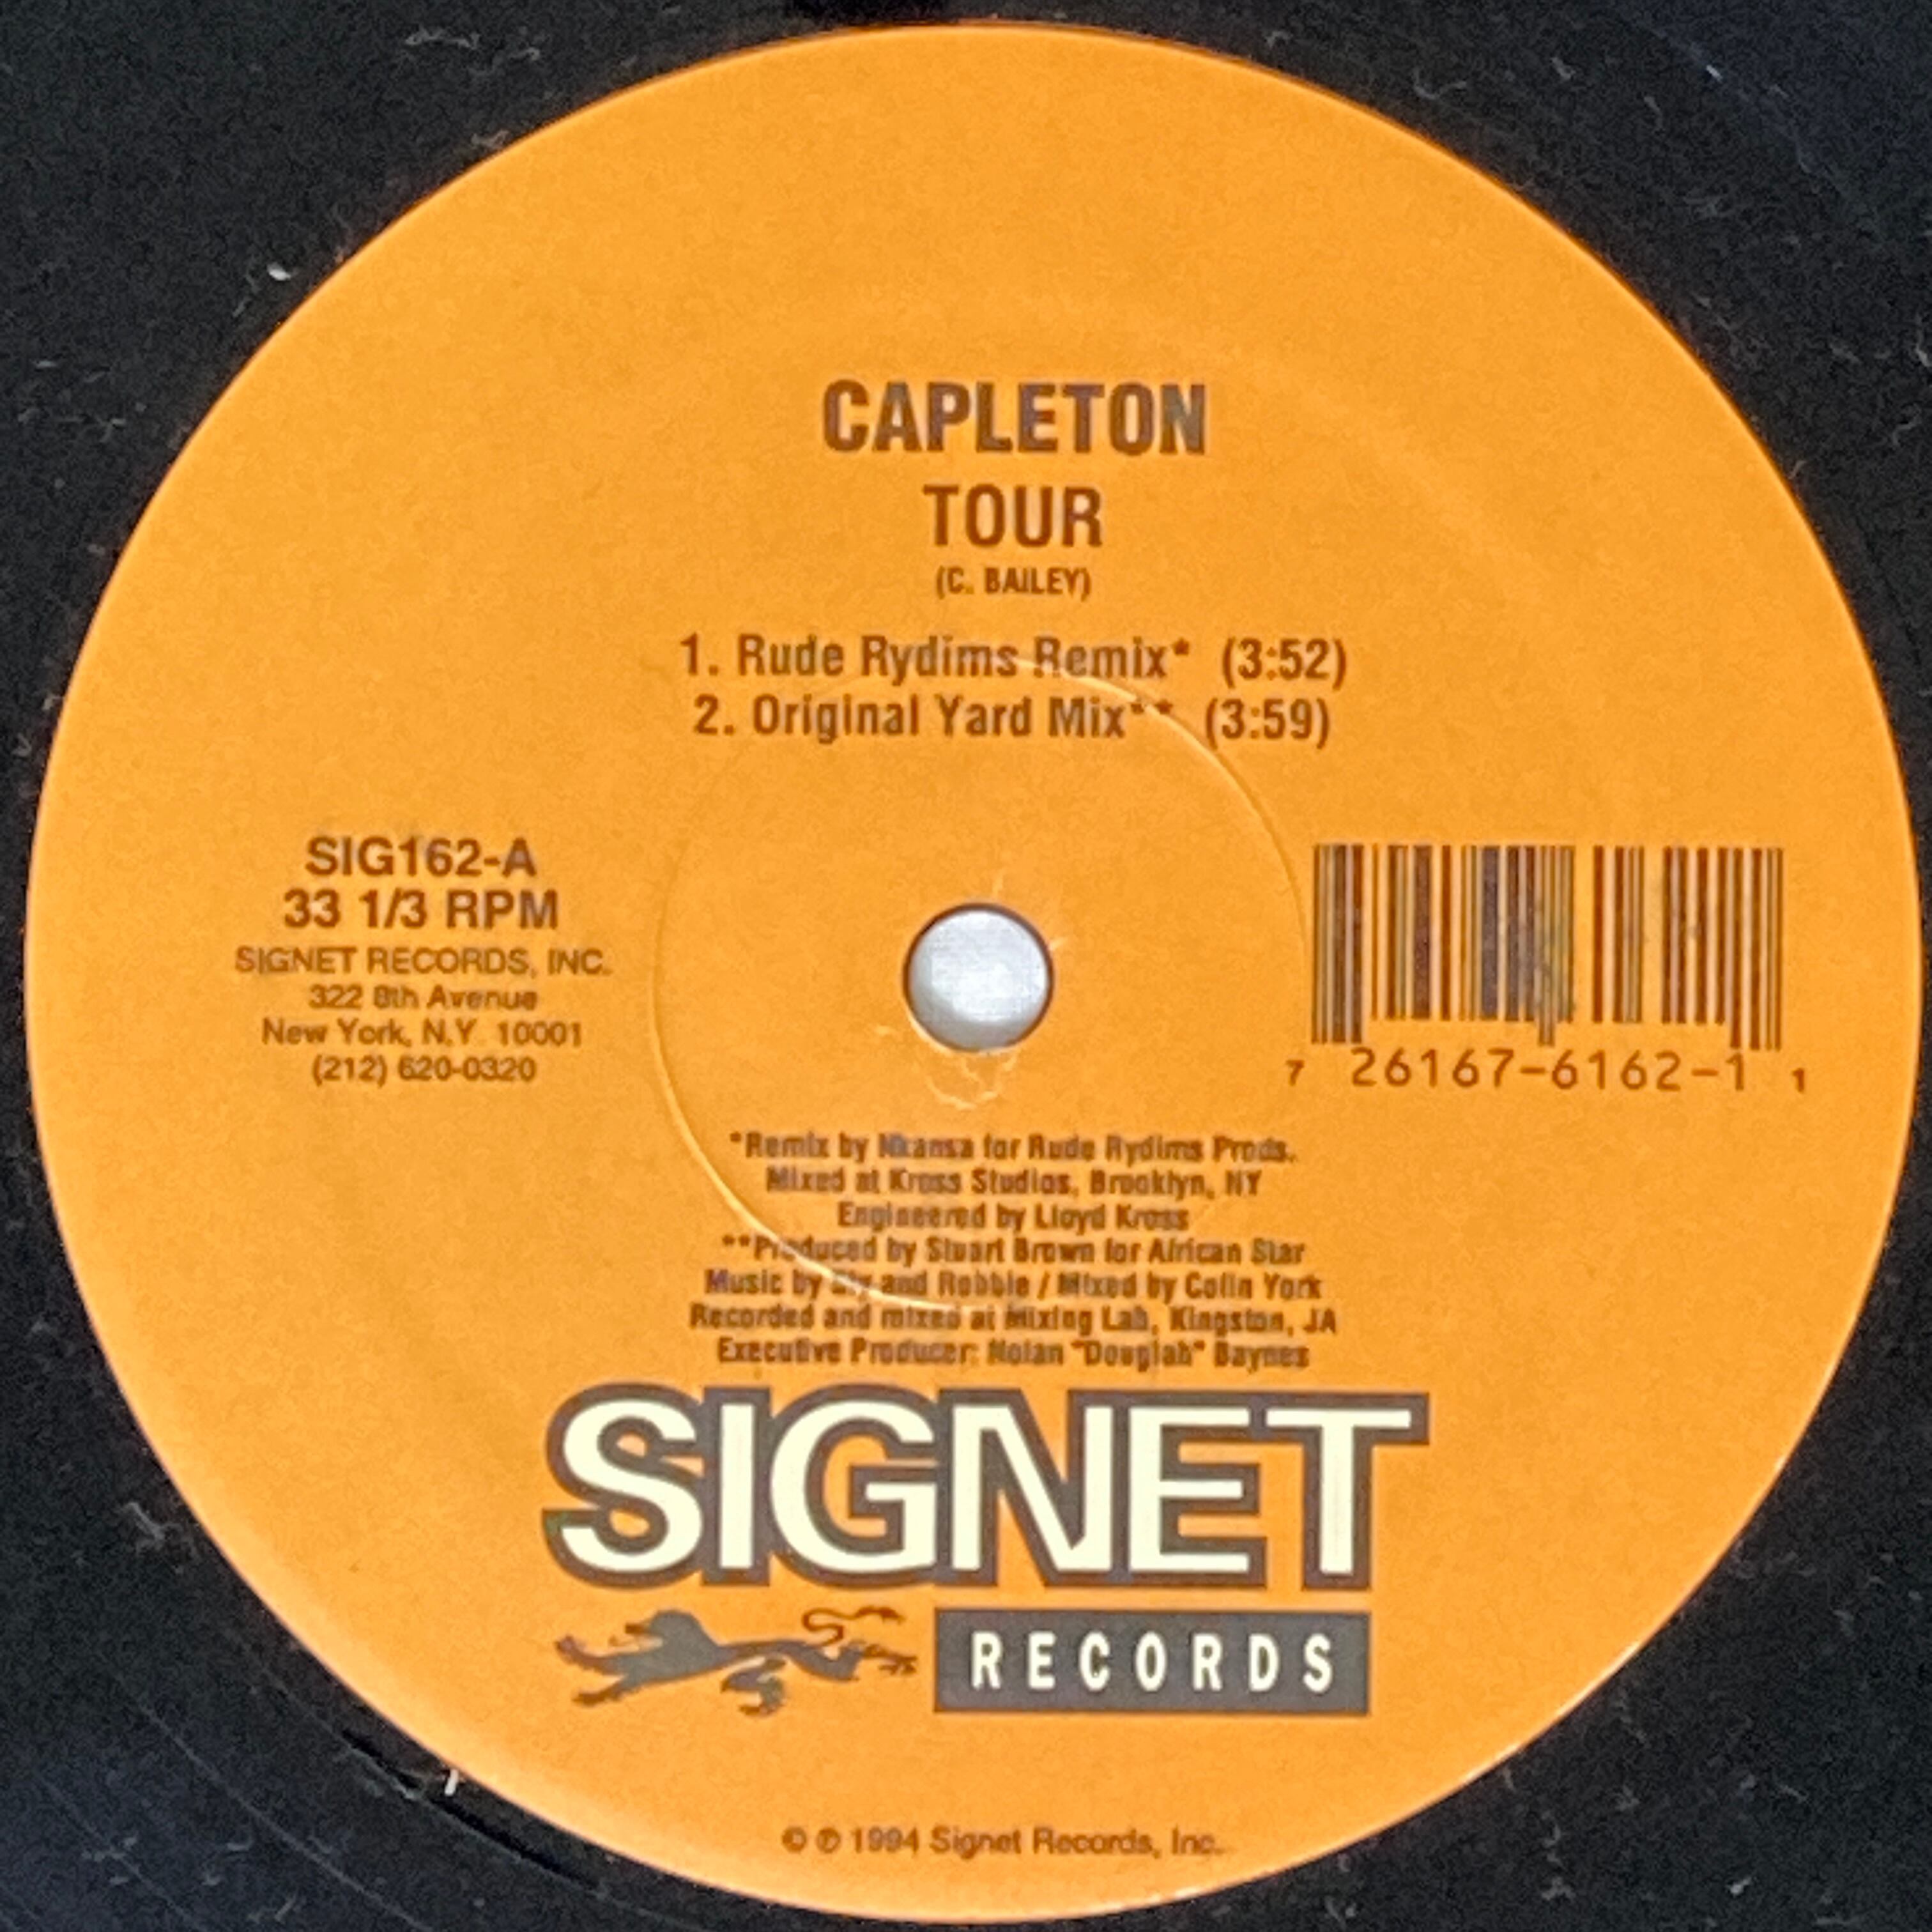 CAPLETON
TOUR
(C. BAILEY)
1. Rude Rydims Remix* (3:52)
2. Original Yard Mix** (3:59)
SIG162-A
33 1/3 RPM
SIGNET RECORDS, INC.
322 8th Avenue
New York, N.Y. 10001
(212) 620-0320
7 26167-6162-1 1
*Remix by Nkansa for Rude Rydims Prods.
Mixed at Kross Studios, Brooklyn, NY
Engineered by Lloyd Kross
**Produced by Stuart Brown for African Star
Music by Sly and Robbie / Mixed by Colin York
Recorded and mixed at Mixing Lab, Kingston, JA
Executive Producer: Nolan "Douglah" Baynes
SIGNET
RECORDS
© ℗ 1994 Signet Records, Inc.